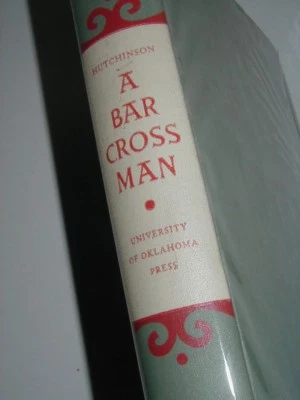 HUTCHINSON
A
BAR
CROSS
MAN
UNIVERSITY
OF OKLAHOMA
PRESS